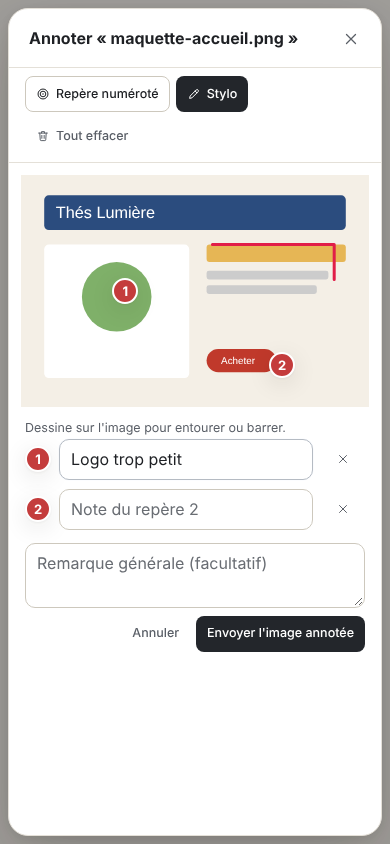 Annoter « maquette-accueil.png »
Repère numéroté
Stylo
Tout effacer
Thés Lumière
1
Acheter
2
Dessine sur l'image pour entourer ou barrer.
1 Logo trop petit
2 Note du repère 2
Remarque générale (facultatif)
Annuler
Envoyer l'image annotée